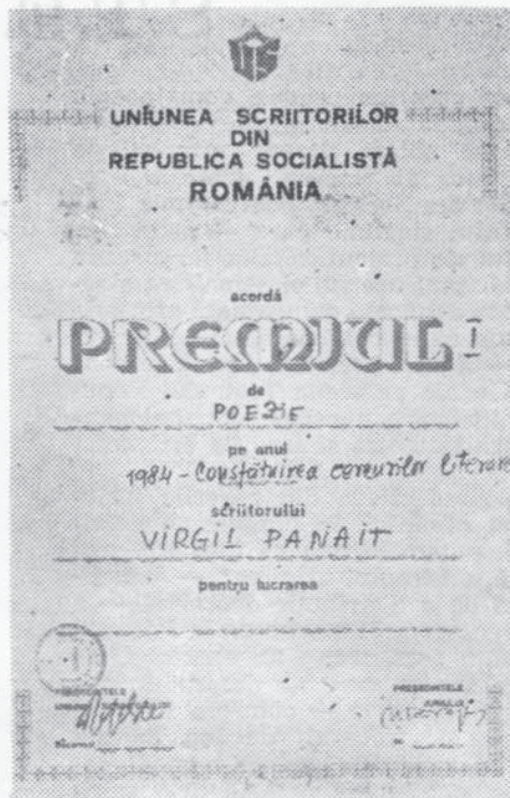 UNIUNEA SCRIITORILOR
DIN
REPUBLICA SOCIALISTĂ
ROMÂNIA
acordă
PREMIUL I
de
POEZIE
pe anul
1984 - Consfătuirea cercurilor literare
scriitorului
VIRGIL PANAIT
pentru lucrarea
PREȘEDINTELE
PREȘEDINTELE
JURIULUI